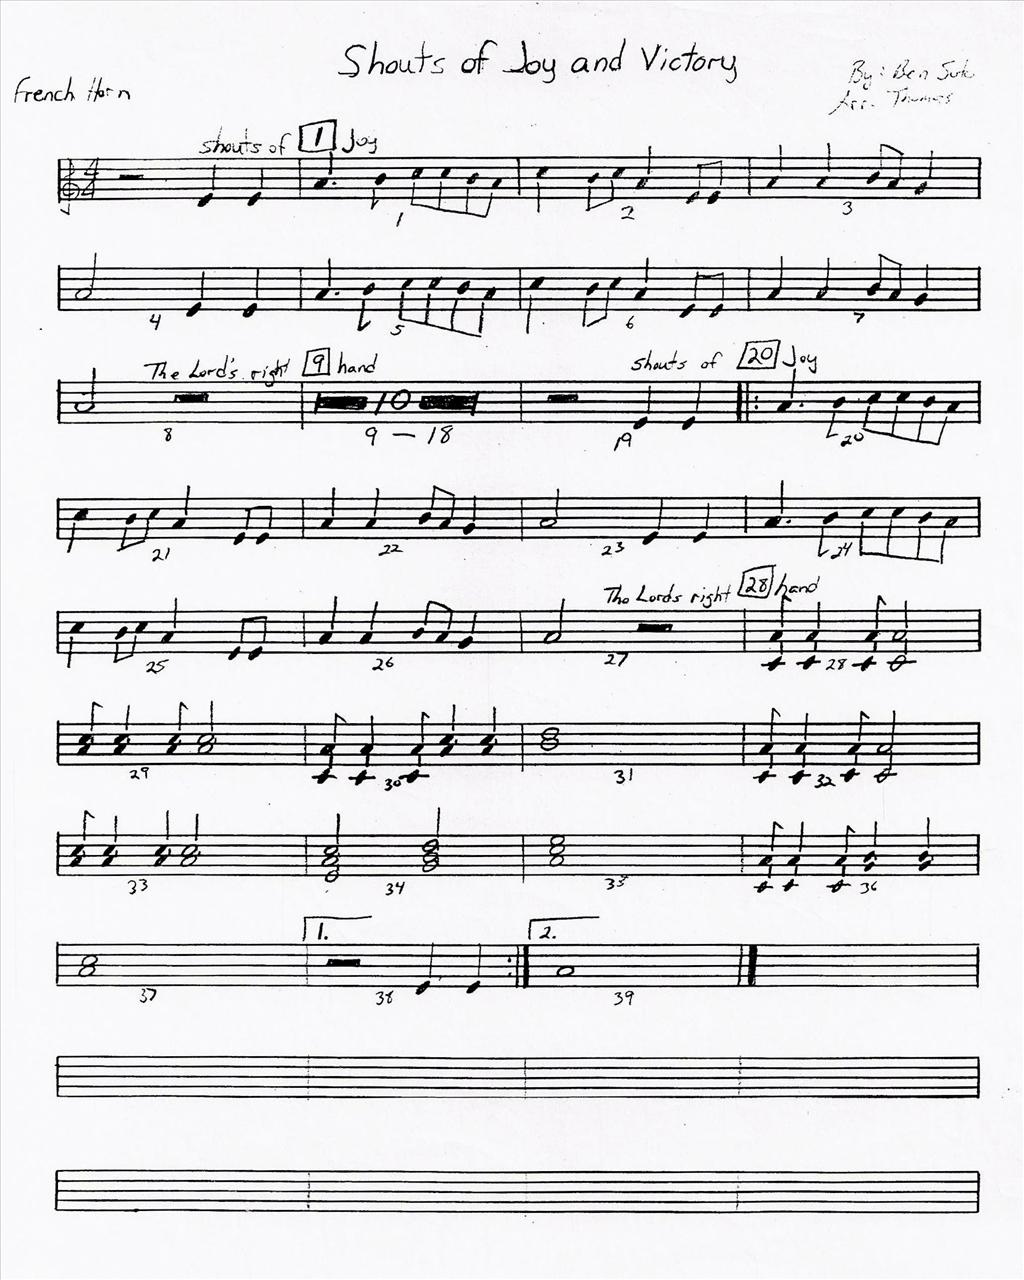 Shouts of Joy and Victory
French Horn
By: Ben
Arr. Thomas
shouts of 1 Joy
4/4
1 2 3
4 5 6 7
The Lord's right 9 hand shouts of 20 Joy
10
8 9 — 18 19 20
21 22 23 24
The Lords right 28 hand
25 26 27 28
29 30 31 32
33 34 35 36
1. 2.
37 38 39